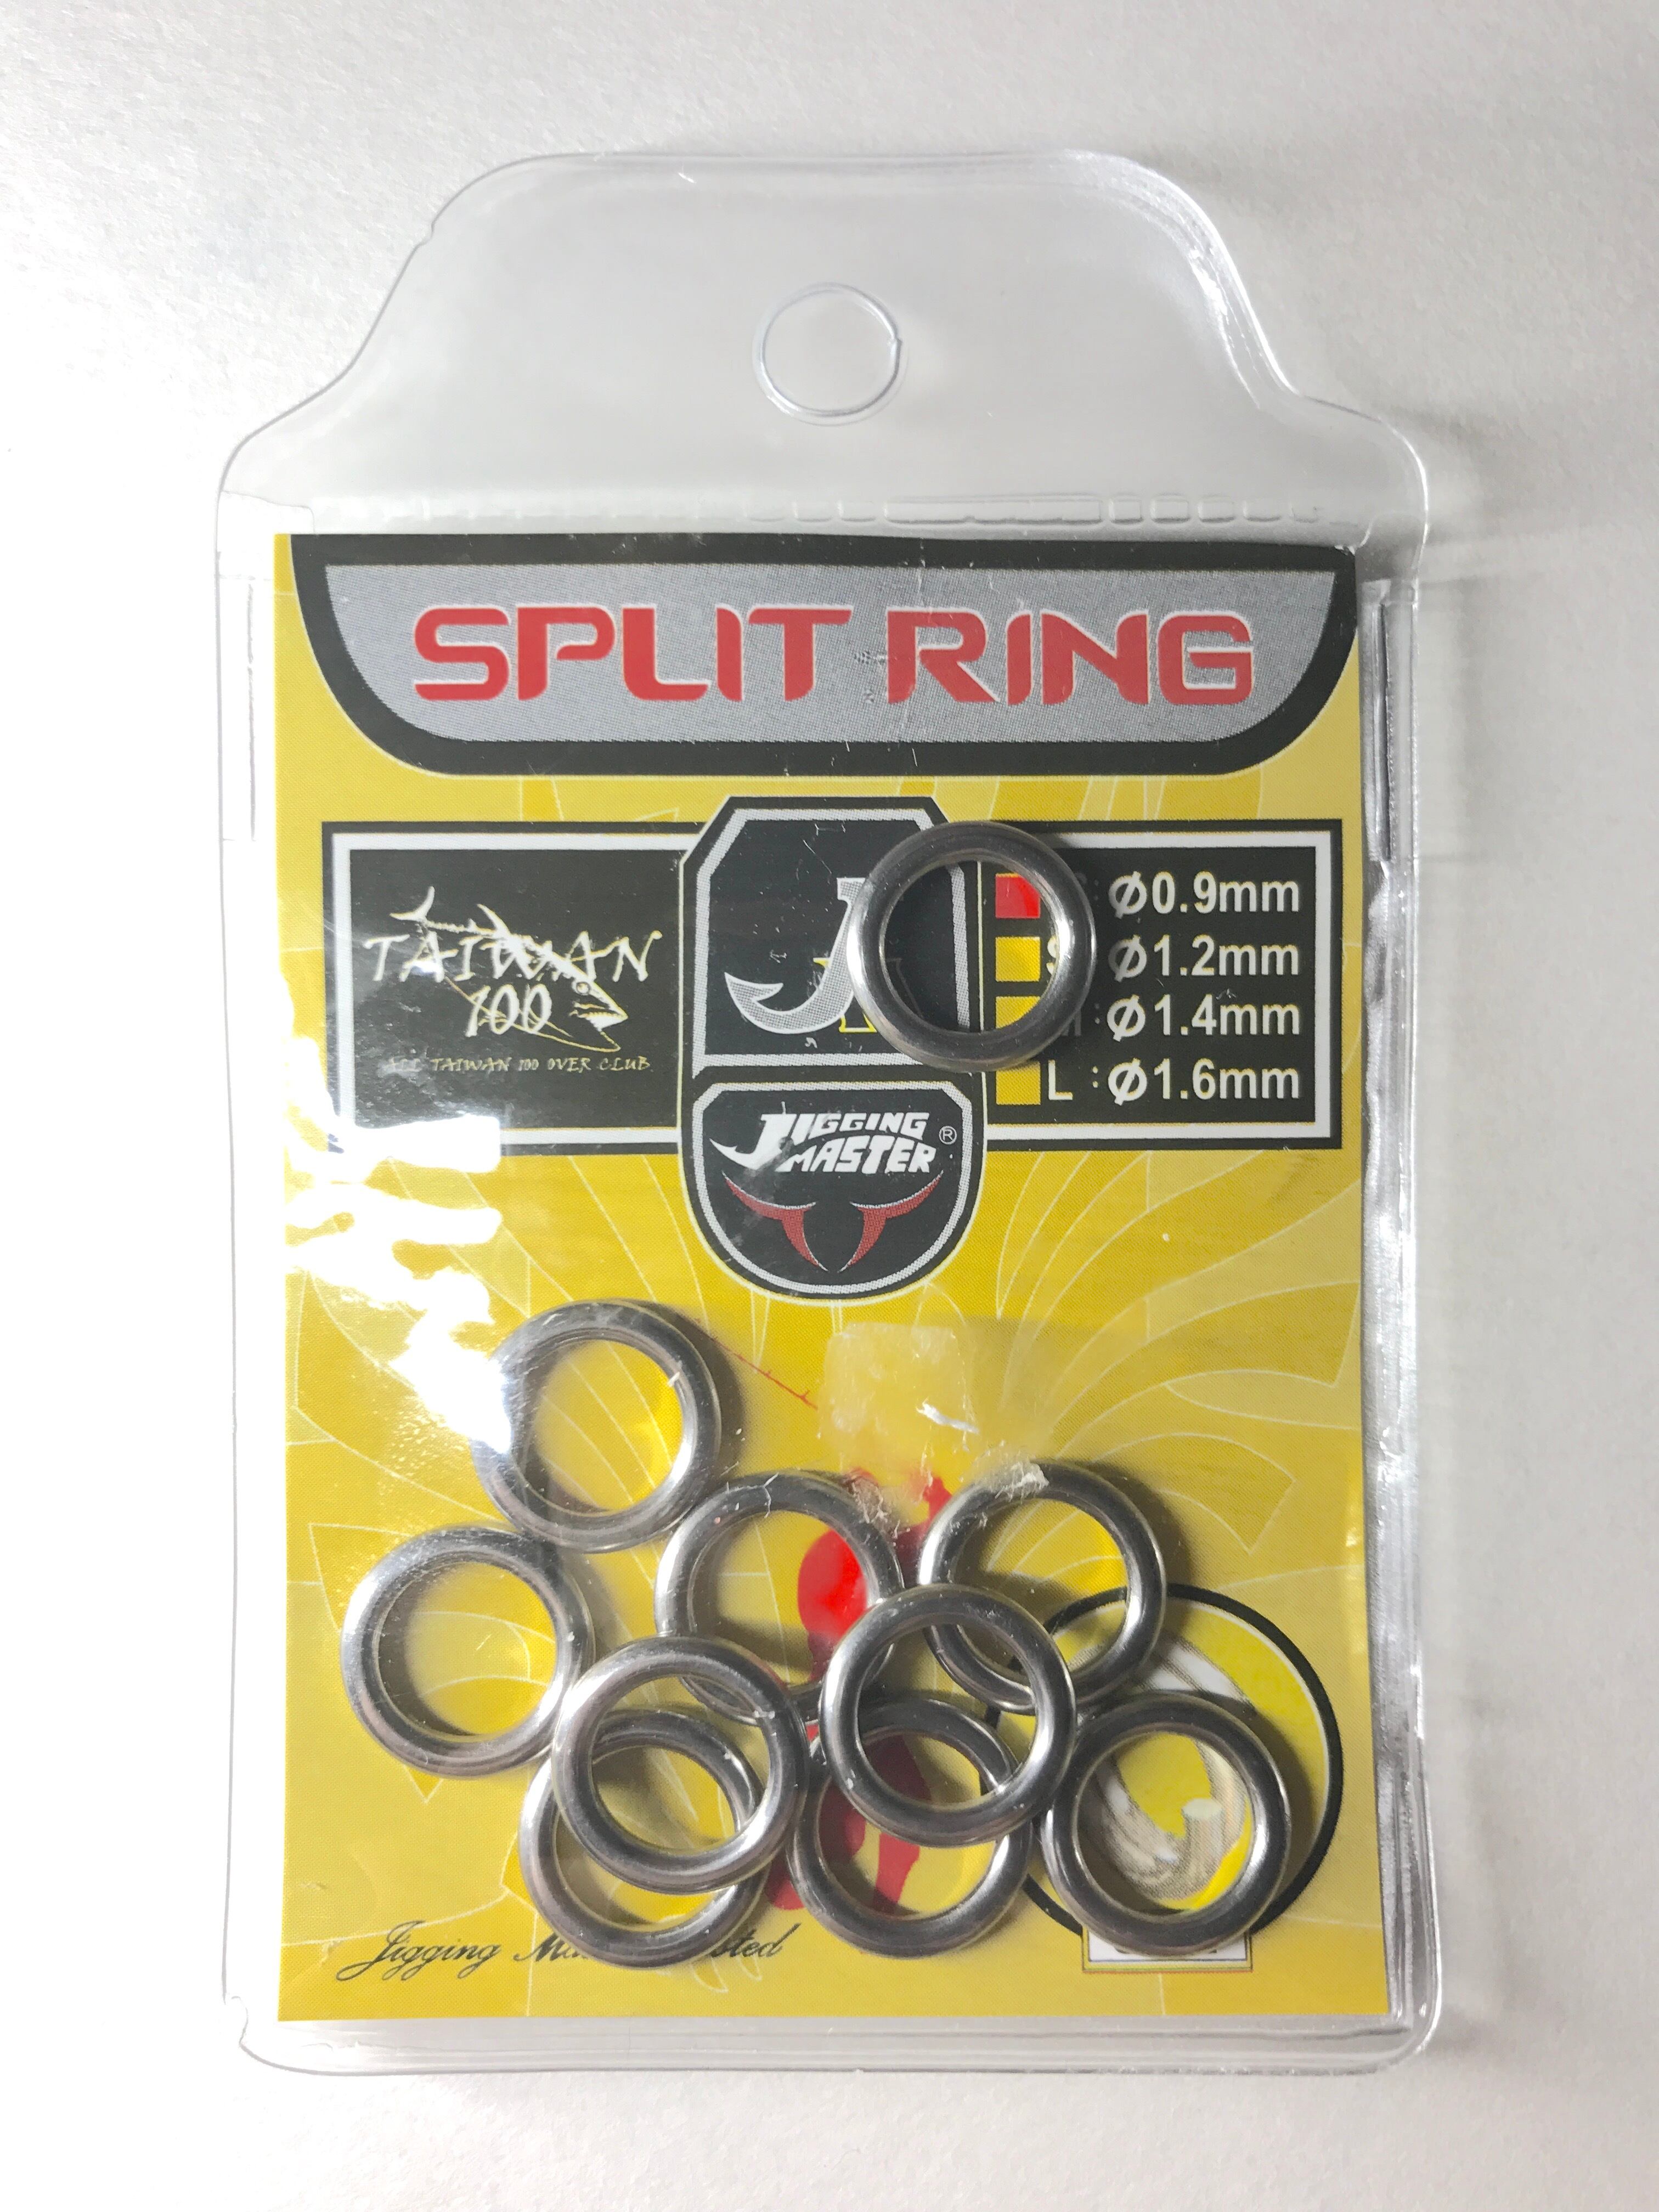 SPLIT RING
TAIWAN
100
ALL TAIWAN 100 OVER CLUB
J
: Ø0.9mm
S : Ø1.2mm
: Ø1.4mm
L : Ø1.6mm
JIGGING
MASTER ®
Jigging